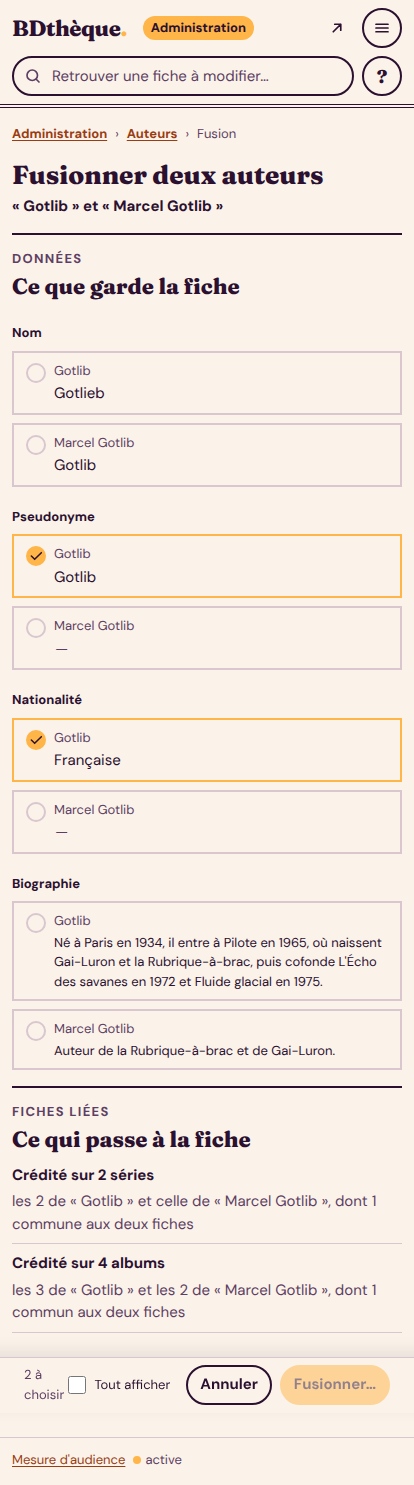 BDthèque.
Administration
Retrouver une fiche à modifier…
?
Administration › Auteurs › Fusion
Fusionner deux auteurs
« Gotlib » et « Marcel Gotlib »
DONNÉES
Ce que garde la fiche
Nom
Gotlib
Gotlieb
Marcel Gotlib
Gotlib
Pseudonyme
Gotlib
Gotlib
Marcel Gotlib
—
Nationalité
Gotlib
Française
Marcel Gotlib
—
Biographie
Gotlib
Né à Paris en 1934, il entre à Pilote en 1965, où naissent
Gai-Luron et la Rubrique-à-brac, puis cofonde L'Écho
des savanes en 1972 et Fluide glacial en 1975.
Marcel Gotlib
Auteur de la Rubrique-à-brac et de Gai-Luron.
FICHES LIÉES
Ce qui passe à la fiche
Crédité sur 2 séries
les 2 de « Gotlib » et celle de « Marcel Gotlib », dont 1
commune aux deux fiches
Crédité sur 4 albums
les 3 de « Gotlib » et les 2 de « Marcel Gotlib », dont 1
commun aux deux fiches
2 à
choisir
Tout afficher
Annuler
Fusionner…
Mesure d'audience active